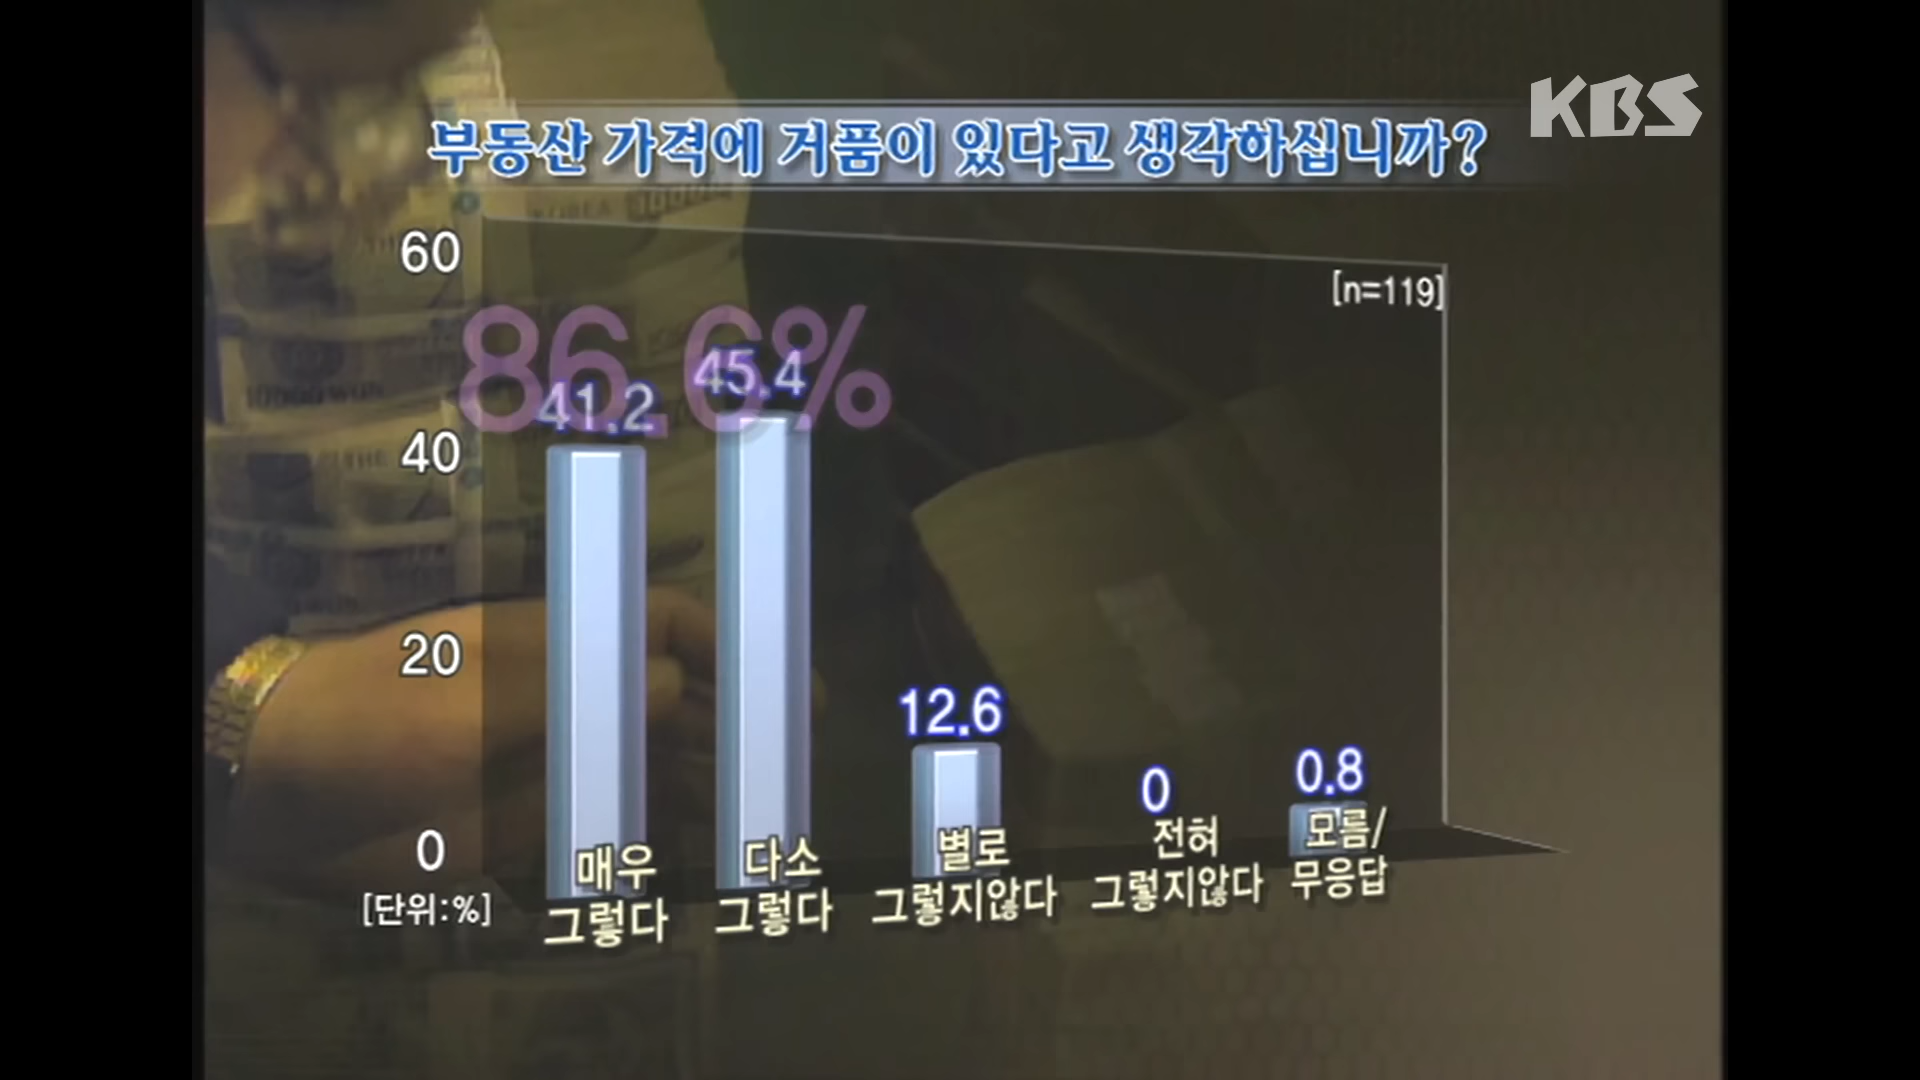 KBS
부동산 가격에 거품이 있다고 생각하십니까?
60
[n=119]
86.6%
41.2
45.4
40
20
12.6
0
0.8
0
[단위:%]
매우
그렇다
다소
그렇다
별로
그렇지않다
전혀
그렇지않다
모름/
무응답